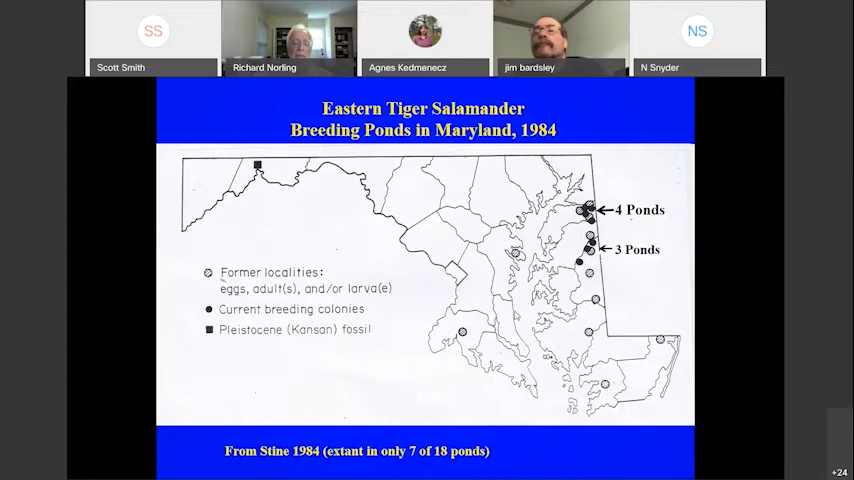 SS
NS
Scott Smith
Richard Norling
Agnes Kedmenecz
jim bardsley
N Snyder
Eastern Tiger Salamander
Breeding Ponds in Maryland, 1984
4 Ponds
3 Ponds
Former localities:
eggs, adult(s), and/or larva(e)
Current breeding colonies
Pleistocene (Kansan) fossil
From Stine 1984 (extant in only 7 of 18 ponds)
+24